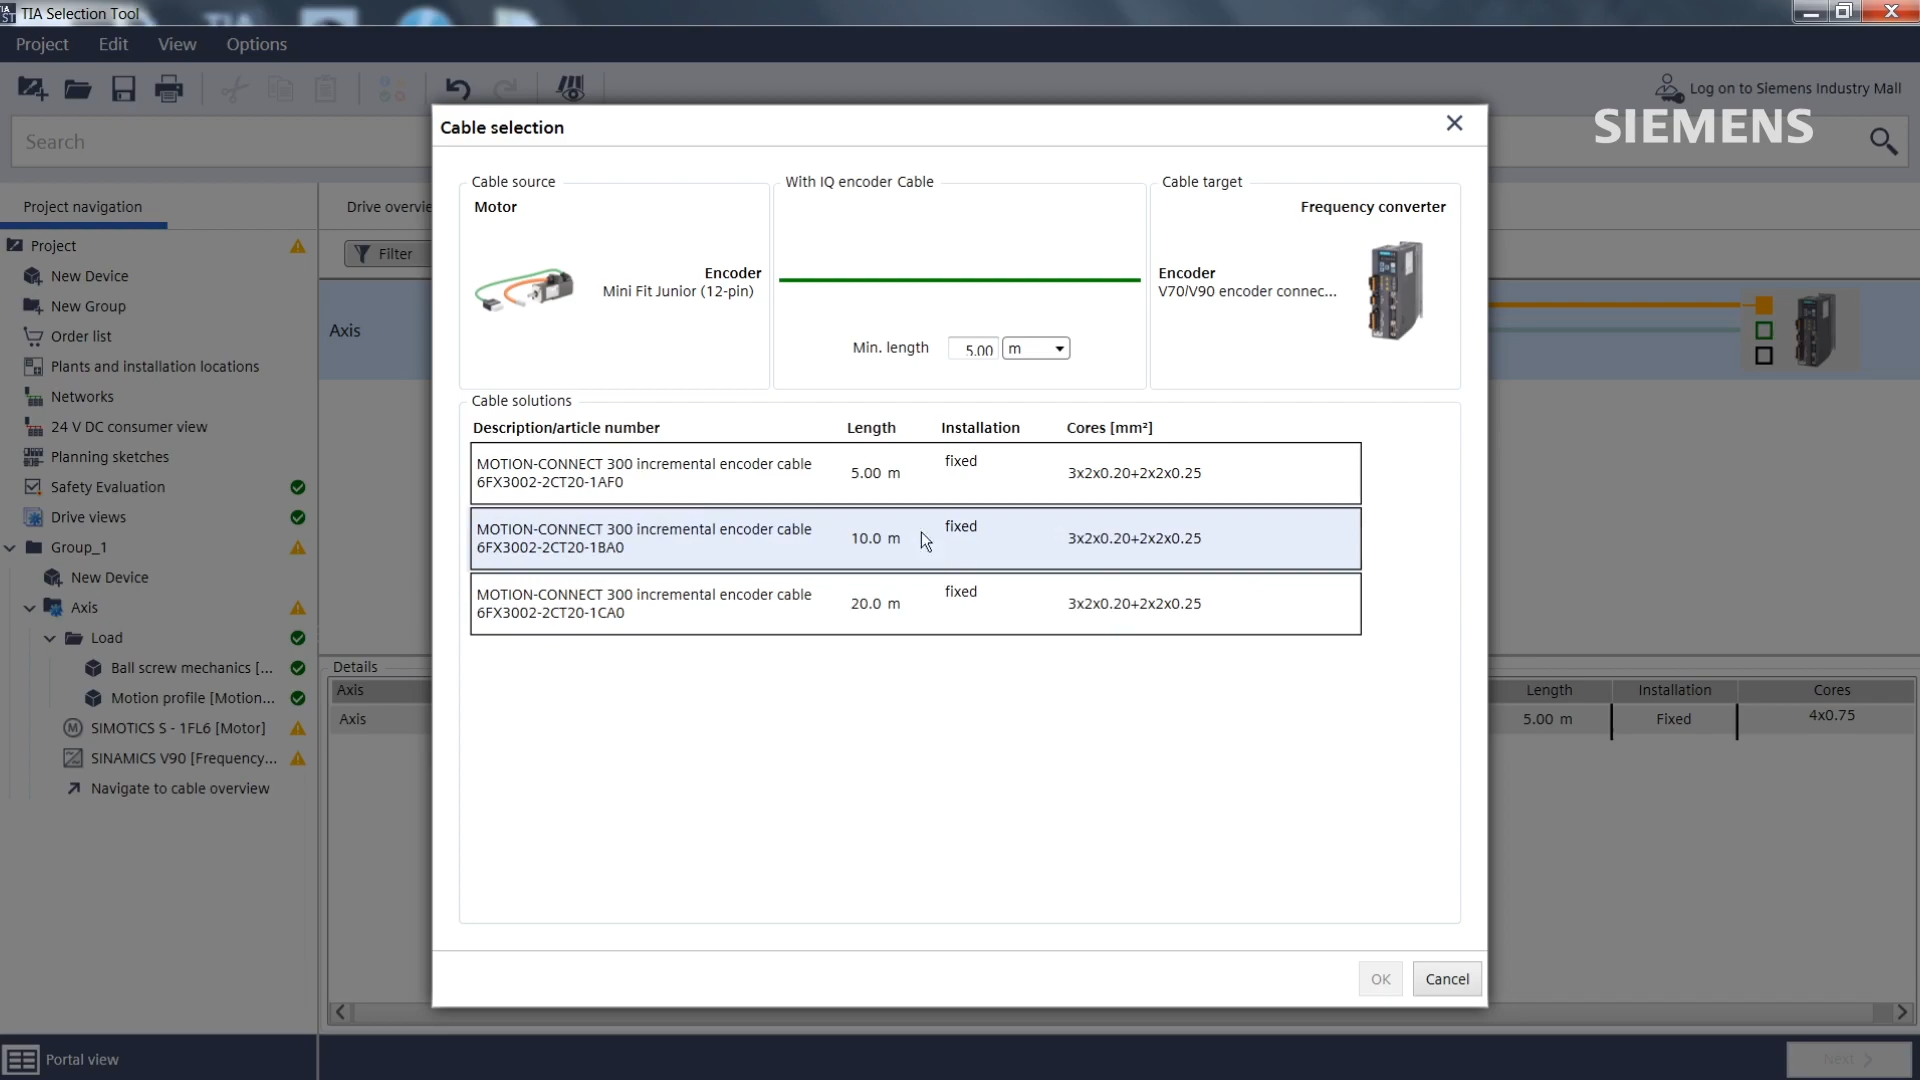 TIA Selection Tool
Project Edit View Options
Log on to Siemens Industry Mall
SIEMENS
Search
Project navigation
Drive overvie
Filter
Project
New Device
New Group
Order list
Plants and installation locations
Networks
24 V DC consumer view
Planning sketches
Safety Evaluation
Drive views
Group_1
New Device
Axis
Load
Ball screw mechanics [...
Motion profile [Motion...
SIMOTICS S - 1FL6 [Motor]
SINAMICS V90 [Frequency...
Navigate to cable overview
Portal view
Axis
Cable selection
Cable source
Motor
Encoder
Mini Fit Junior (12-pin)
With IQ encoder Cable
Min. length 5.00 m
Cable target
Frequency converter
Encoder
V70/V90 encoder connec...
Cable solutions
Description/article number Length Installation Cores [mm²]
MOTION-CONNECT 300 incremental encoder cable
6FX3002-2CT20-1AF0
5.00 m fixed 3x2x0.20+2x2x0.25
MOTION-CONNECT 300 incremental encoder cable
6FX3002-2CT20-1BA0
10.0 m fixed 3x2x0.20+2x2x0.25
MOTION-CONNECT 300 incremental encoder cable
6FX3002-2CT20-1CA0
20.0 m fixed 3x2x0.20+2x2x0.25
OK Cancel
Details
Axis Length Installation Cores
Axis 5.00 m Fixed 4x0.75
Next